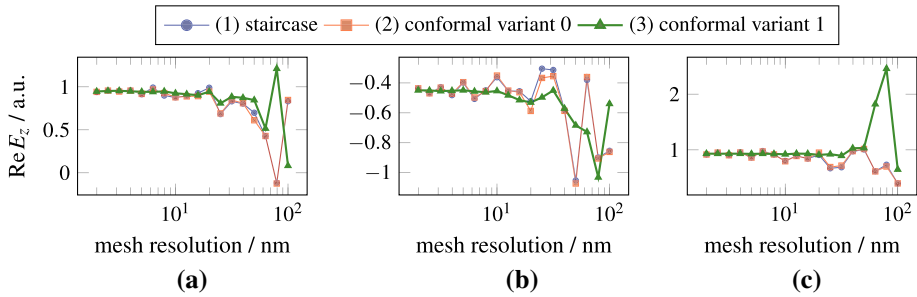 (1) staircase (2) conformal variant 0 (3) conformal variant 1
Re E_z / a.u.
1
0.5
0
10^1 10^2
mesh resolution / nm
(a)
−0.4
−0.6
−0.8
−1
10^1 10^2
mesh resolution / nm
(b)
2
1
10^1 10^2
mesh resolution / nm
(c)